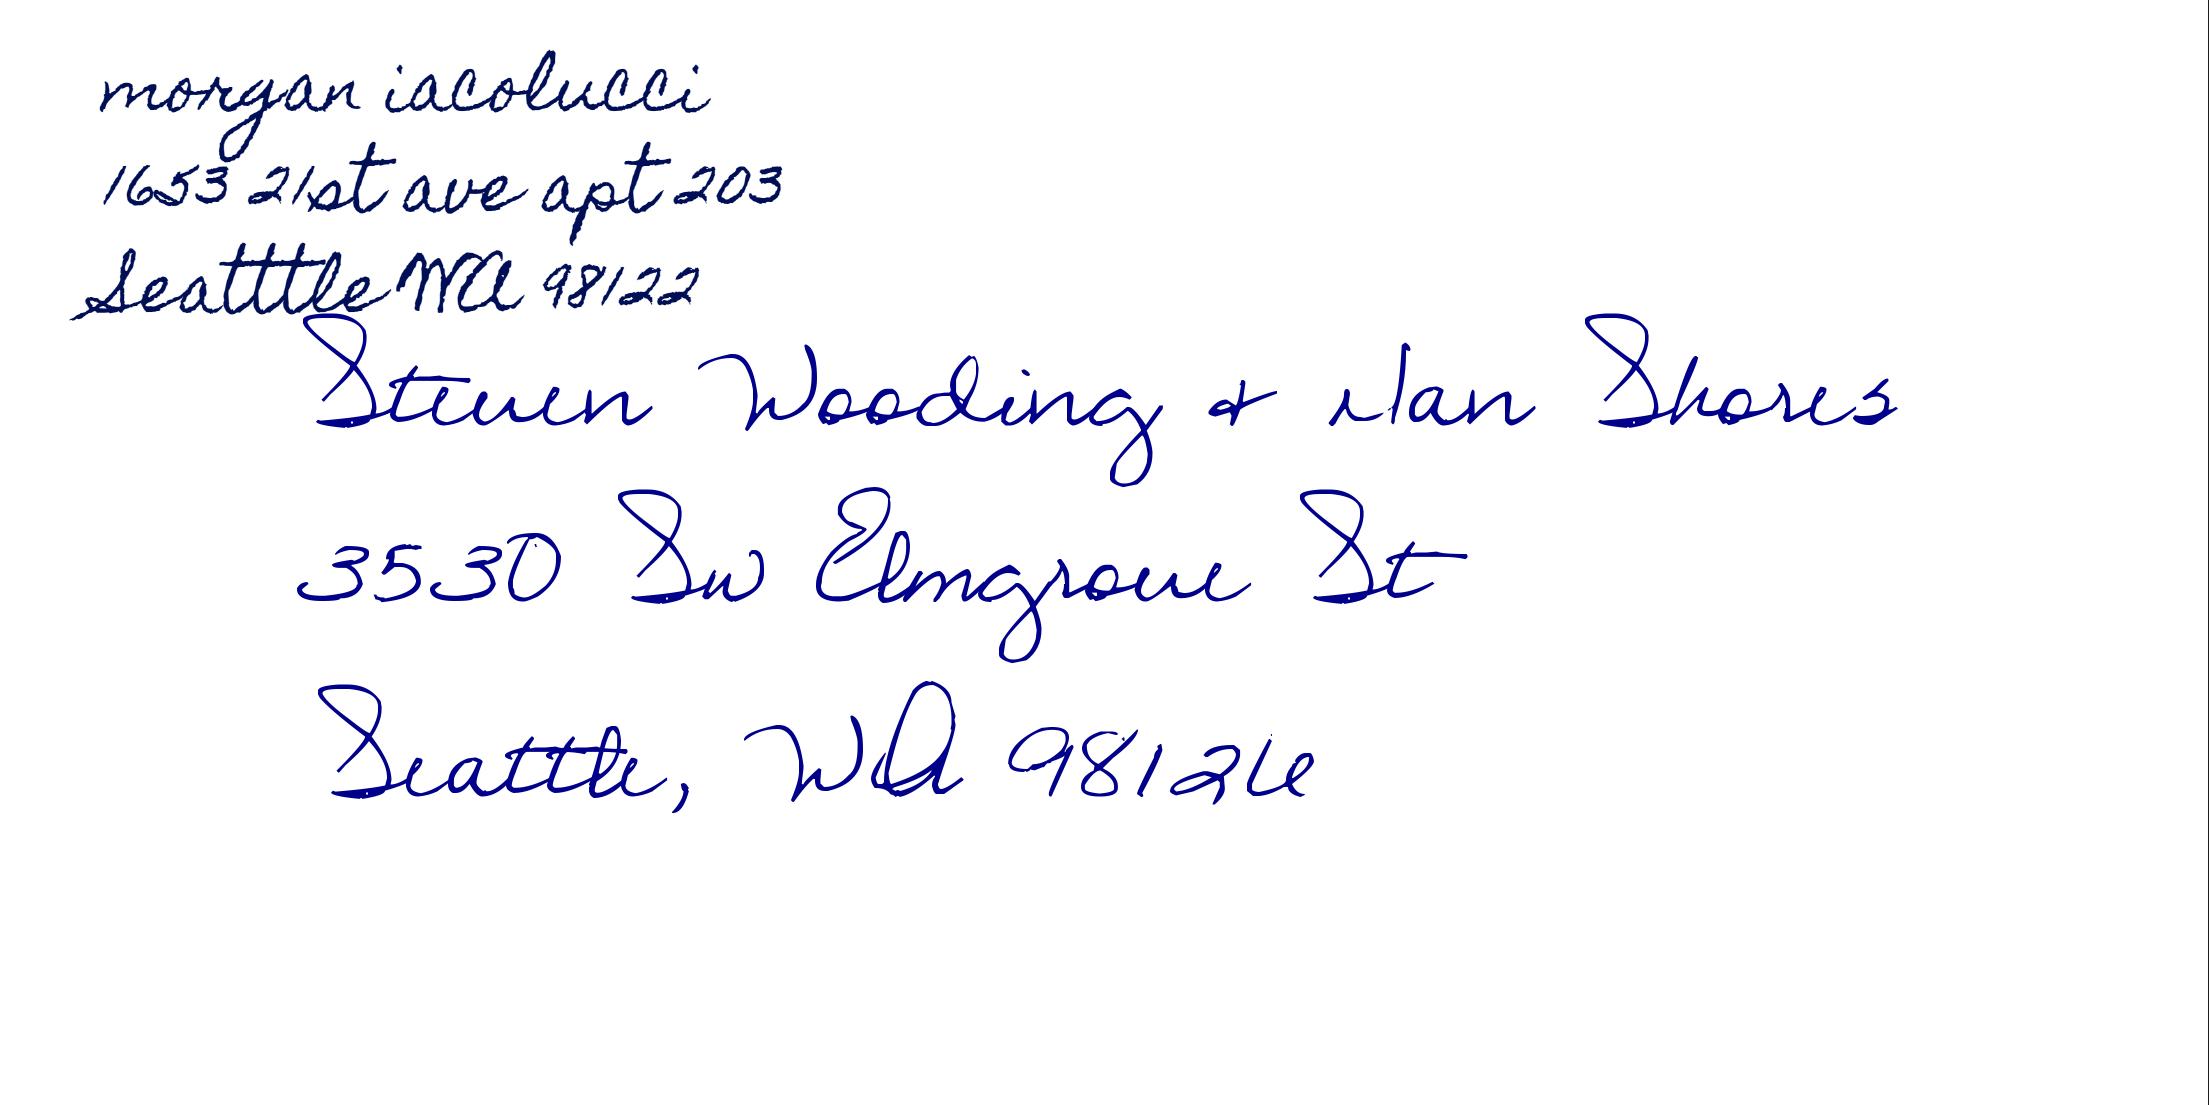 morgan iacolucci
1653 21st ave apt 203
Seatttle WA 98122
Steven Wooding & Nan Shores
3530 Sw Elmgrove St
Seattle, WA 98126